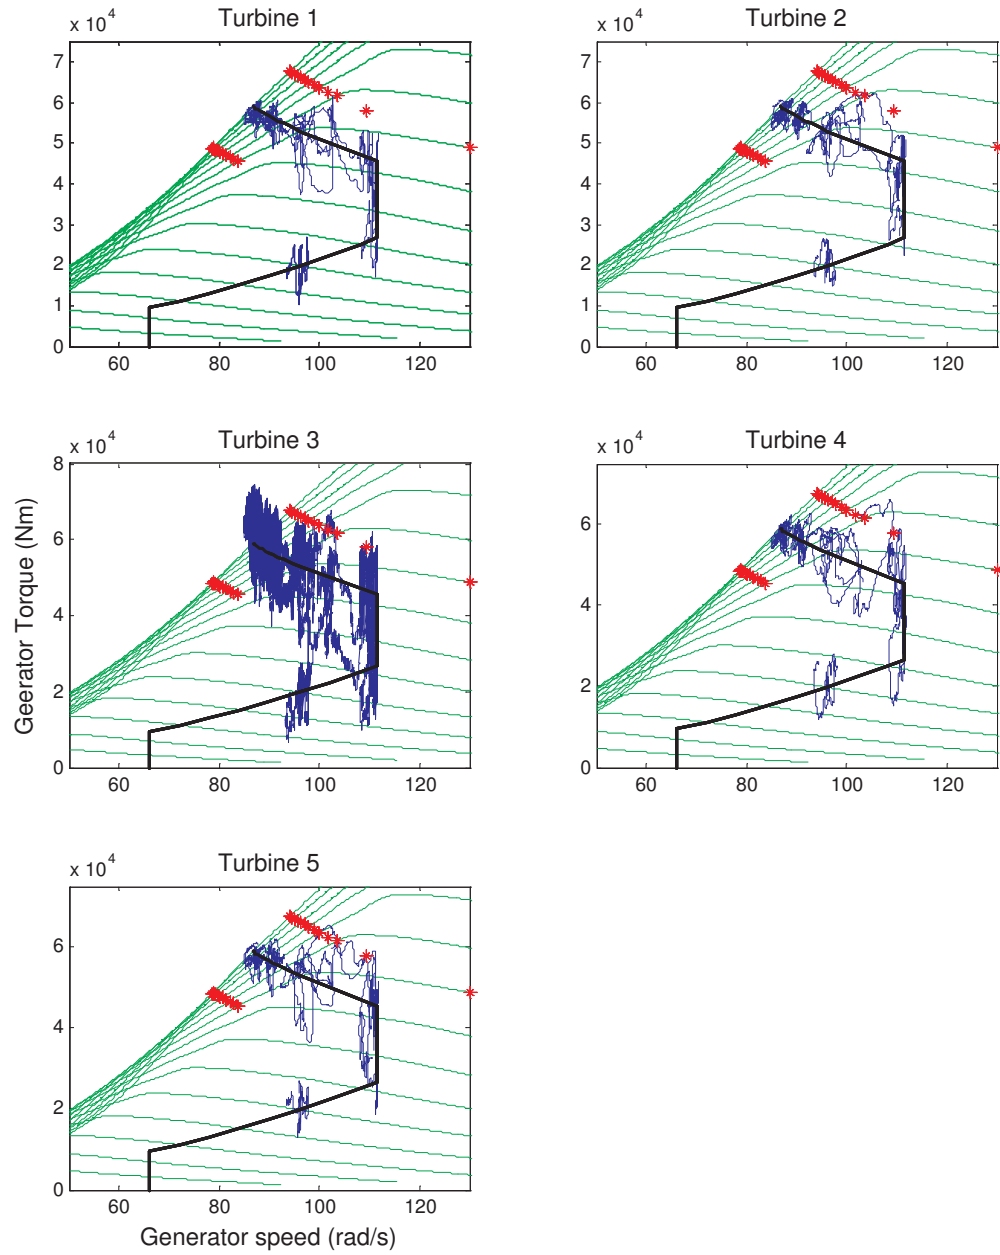 Turbine 1
x 10^4
7
6
5
4
3
2
1
0
60 80 100 120
Turbine 2
x 10^4
7
6
5
4
3
2
1
0
60 80 100 120
Turbine 3
x 10^4
8
6
4
2
0
60 80 100 120
Geerator Torque (Nm)
Turbine 4
x 10^4
6
4
2
0
60 80 100 120
Turbine 5
x 10^4
6
4
2
0
60 80 100 120
Generator speed (rad/s)